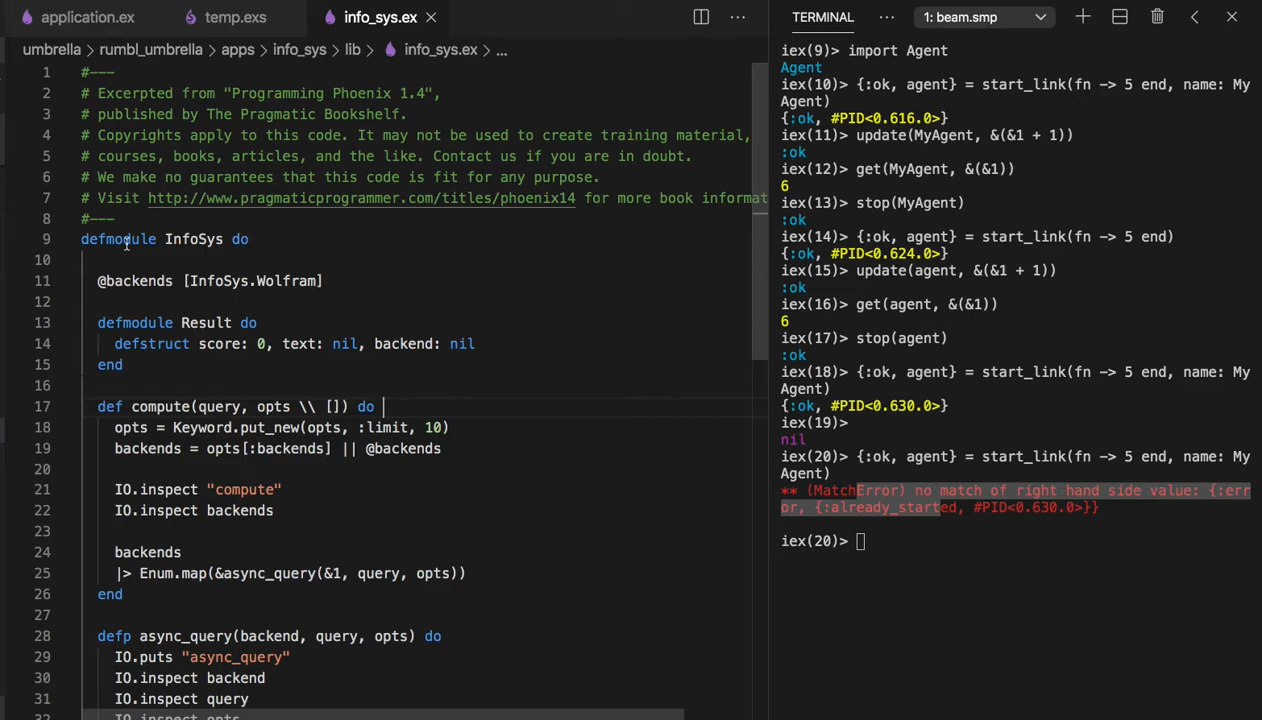 application.ex
temp.exs
info_sys.ex
umbrella > rumbl_umbrella > apps > info_sys > lib > info_sys.ex > ...
1 #---
2 # Excerpted from "Programming Phoenix 1.4",
3 # published by The Pragmatic Bookshelf.
4 # Copyrights apply to this code. It may not be used to create training material,
5 # courses, books, articles, and the like. Contact us if you are in doubt.
6 # We make no guarantees that this code is fit for any purpose.
7 # Visit http://www.pragmaticprogrammer.com/titles/phoenix14 for more book informat
8 #---
9 defmodule InfoSys do
10
11 @backends [InfoSys.Wolfram]
12
13 defmodule Result do
14 defstruct score: 0, text: nil, backend: nil
15 end
16
17 def compute(query, opts \\ []) do
18 opts = Keyword.put_new(opts, :limit, 10)
19 backends = opts[:backends] || @backends
20
21 IO.inspect "compute"
22 IO.inspect backends
23
24 backends
25 |> Enum.map(&async_query(&1, query, opts))
26 end
27
28 defp async_query(backend, query, opts) do
29 IO.puts "async_query"
30 IO.inspect backend
31 IO.inspect query
32 IO.inspect opts
TERMINAL
1: beam.smp
iex(9)> import Agent
Agent
iex(10)> {:ok, agent} = start_link(fn -> 5 end, name: My
Agent)
{:ok, #PID<0.616.0>}
iex(11)> update(MyAgent, &(&1 + 1))
:ok
iex(12)> get(MyAgent, &(&1))
6
iex(13)> stop(MyAgent)
:ok
iex(14)> {:ok, agent} = start_link(fn -> 5 end)
{:ok, #PID<0.624.0>}
iex(15)> update(agent, &(&1 + 1))
:ok
iex(16)> get(agent, &(&1))
6
iex(17)> stop(agent)
:ok
iex(18)> {:ok, agent} = start_link(fn -> 5 end, name: My
Agent)
{:ok, #PID<0.630.0>}
iex(19)>
nil
iex(20)> {:ok, agent} = start_link(fn -> 5 end, name: My
Agent)
** (MatchError) no match of right hand side value: {:err
or, {:already_started, #PID<0.630.0>}}
iex(20)>